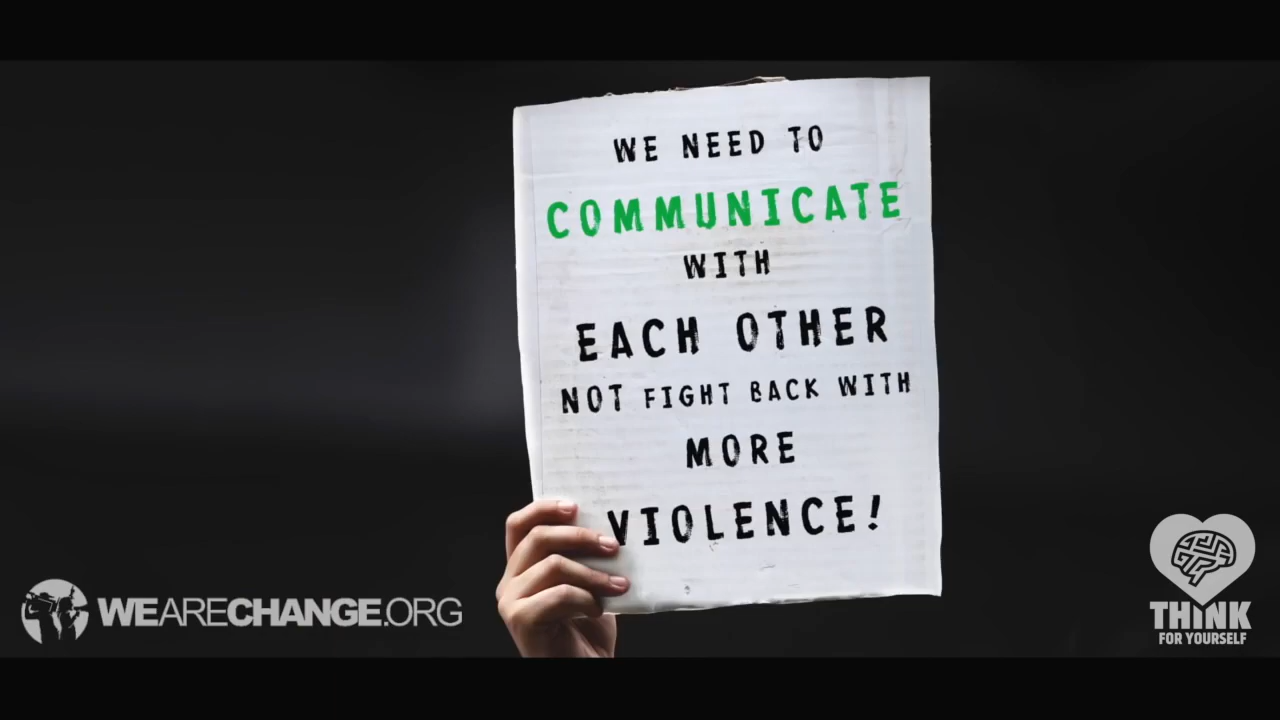 WE NEED TO
COMMUNICATE
WITH
EACH OTHER
NOT FIGHT BACK WITH
MORE
VIOLENCE!
WEARECHANGE.ORG
THINK
FOR YOURSELF